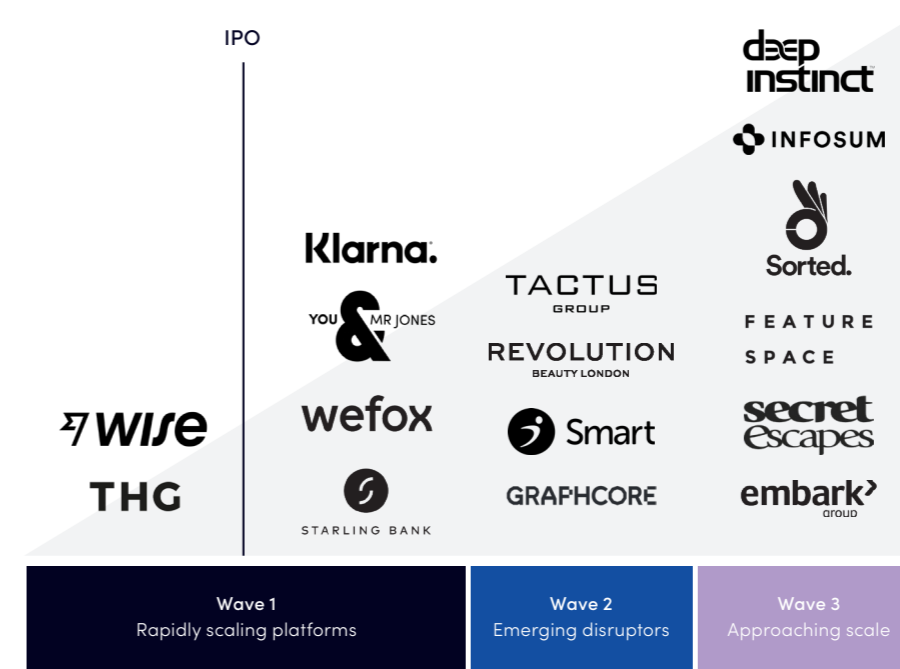 IPO
WISE
THG
Klarna.
YOU & MR JONES
wefox
STARLING BANK
TACTUS
GROUP
REVOLUTION
BEAUTY LONDON
Smart
GRAPHCORE
deep
instinct™
INFOSUM
Sorted.
FEATURE
SPACE
secret
escapes
embark
group
Wave 1
Rapidly scaling platforms
Wave 2
Emerging disruptors
Wave 3
Approaching scale